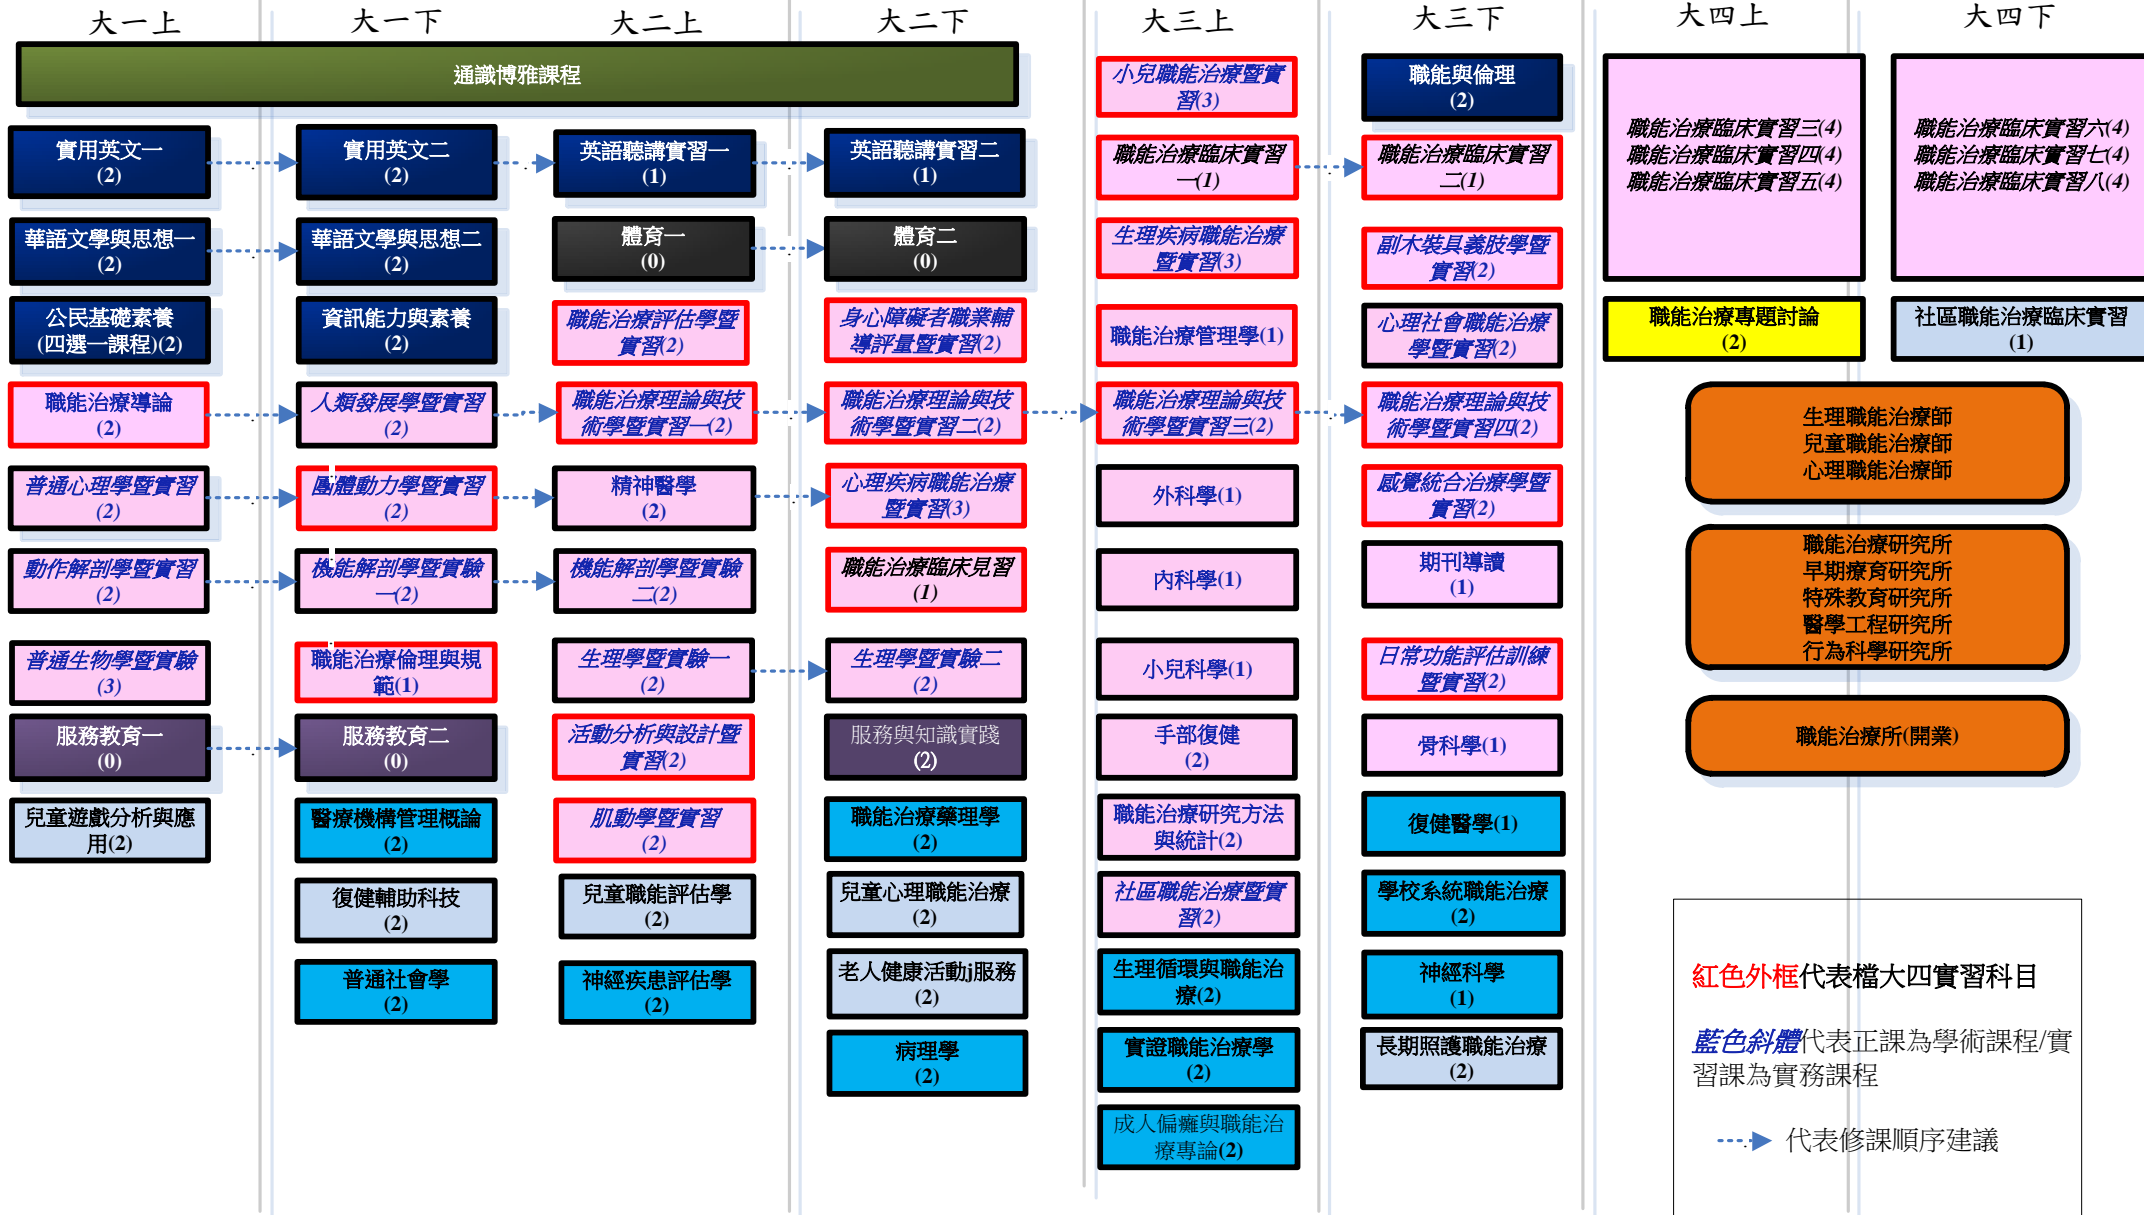 大一上
大一下
大二上
大二下
大三上
大三下
大四上
大四下
通識博雅課程
實用英文一
(2)
華語文學與思想一
(2)
公民基礎素養
(四選一課程)(2)
職能治療導論
(2)
普通心理學暨實習
(2)
動作解剖學暨實習
(2)
普通生物學暨實驗
(3)
服務教育一
(0)
兒童遊戲分析與應
用(2)
實用英文二
(2)
華語文學與思想二
(2)
資訊能力與素養
(2)
人類發展學暨實習
(2)
團體動力學暨實習
(2)
機能解剖學暨實驗
一(2)
職能治療倫理與規
範(1)
服務教育二
(0)
醫療機構管理概論
(2)
復健輔助科技
(2)
普通社會學
(2)
英語聽講實習一
(1)
體育一
(0)
職能治療評估學暨
實習(2)
職能治療理論與技
術學暨實習一(2)
精神醫學
(2)
機能解剖學暨實驗
二(2)
生理學暨實驗一
(2)
活動分析與設計暨
實習(2)
肌動學暨實習
(2)
兒童職能評估學
(2)
神經疾患評估學
(2)
英語聽講實習二
(1)
體育二
(0)
身心障礙者職業輔
導評量暨實習(2)
職能治療理論與技
術學暨實習二(2)
心理疾病職能治療
暨實習(3)
職能治療臨床見習
(1)
生理學暨實驗二
(2)
服務與知識實踐
(2)
職能治療藥理學
(2)
兒童心理職能治療
(2)
老人健康活動j服務
(2)
病理學
(2)
小兒職能治療暨實
習(3)
職能治療臨床實習
一(1)
生理疾病職能治療
暨實習(3)
職能治療管理學(1)
職能治療理論與技
術學暨實習三(2)
外科學(1)
內科學(1)
小兒科學(1)
手部復健
(2)
職能治療研究方法
與統計(2)
社區職能治療暨實
習(2)
生理循環與職能治
療(2)
實證職能治療學
(2)
成人偏癱與職能治
療專論(2)
職能與倫理
(2)
職能治療臨床實習
二(1)
副木裝具義肢學暨
實習(2)
心理社會職能治療
學暨實習(2)
職能治療理論與技
術學暨實習四(2)
感覺統合治療學暨
實習(2)
期刊導讀
(1)
日常功能評估訓練
暨實習(2)
骨科學(1)
復健醫學(1)
學校系統職能治療
(2)
神經科學
(1)
長期照護職能治療
(2)
職能治療臨床實習三(4)
職能治療臨床實習四(4)
職能治療臨床實習五(4)
職能治療專題討論
(2)
職能治療臨床實習六(4)
職能治療臨床實習七(4)
職能治療臨床實習八(4)
社區職能治療臨床實習
(1)
生理職能治療師
兒童職能治療師
心理職能治療師
職能治療研究所
早期療育研究所
特殊教育研究所
醫學工程研究所
行為科學研究所
職能治療所(開業)
紅色外框代表檔大四實習科目
藍色斜體代表正課為學術課程/實
習課為實務課程
代表修課順序建議